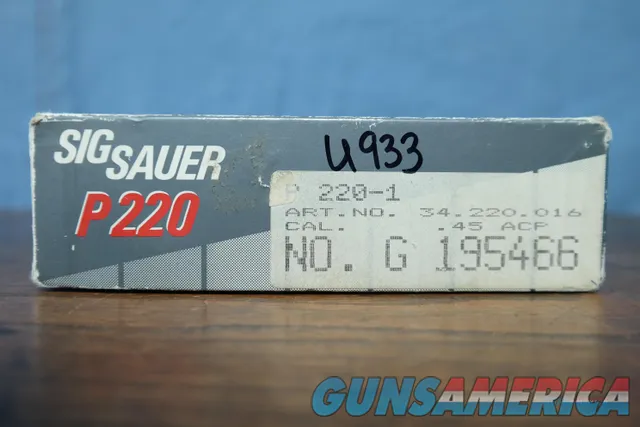 SIG SAUER
P220
U933
P 220-1
ART.NO. 34.220.016
CAL. .45 ACP
NO. G 195466
GUNSAMERICA